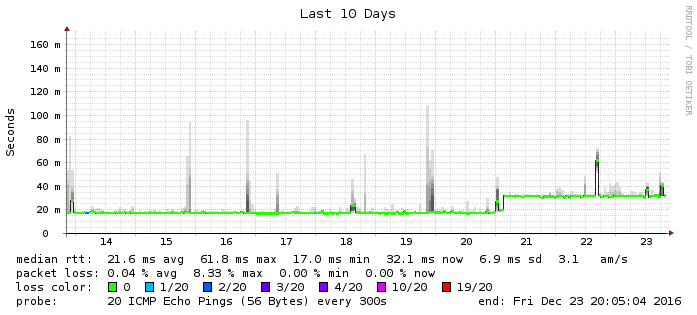 Last 10 Days
RRDTOOL / TOBI OETIKER
Seconds
160 m
140 m
120 m
100 m
80 m
60 m
40 m
20 m
0
14 15 16 17 18 19 20 21 22 23
median rtt: 21.6 ms avg 61.8 ms max 17.0 ms min 32.1 ms now 6.9 ms sd 3.1 am/s
packet loss: 0.04 % avg 8.33 % max 0.00 % min 0.00 % now
loss color: 0 1/20 2/20 3/20 4/20 10/20 19/20
probe: 20 ICMP Echo Pings (56 Bytes) every 300s end: Fri Dec 23 20:05:04 2016